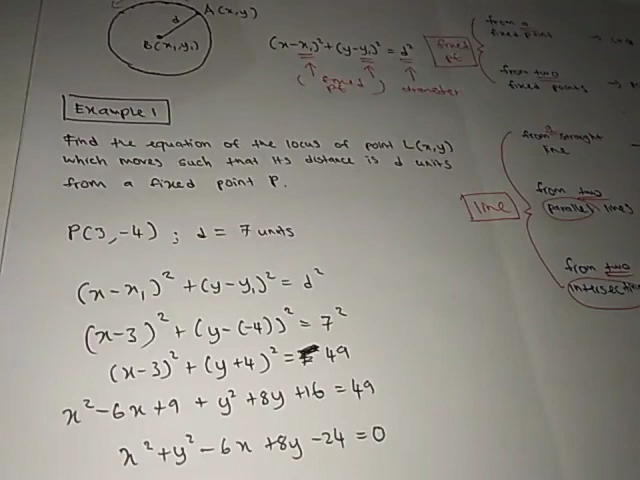 A(x,y)
d
B(x₁,y₁)
(x-x₁)²+(y-y₁)²=d²
(fixed pt)
fixed
pt
from a
fixed point
from two
fixed points
Example 1
Find the equation of the locus of point L(x,y)
which moves such that its distance is d units
from a fixed point P.
P(3,-4) ; d = 7 units
(x-x₁)² + (y-y₁)² = d²
(x-3)² + (y-(-4))² = 7²
(x-3)² + (y+4)² = 49
x² - 6x + 9 + y² + 8y + 16 = 49
x² + y² - 6x + 8y - 24 = 0
line
from a straight
line
from two
parallel lines
from two